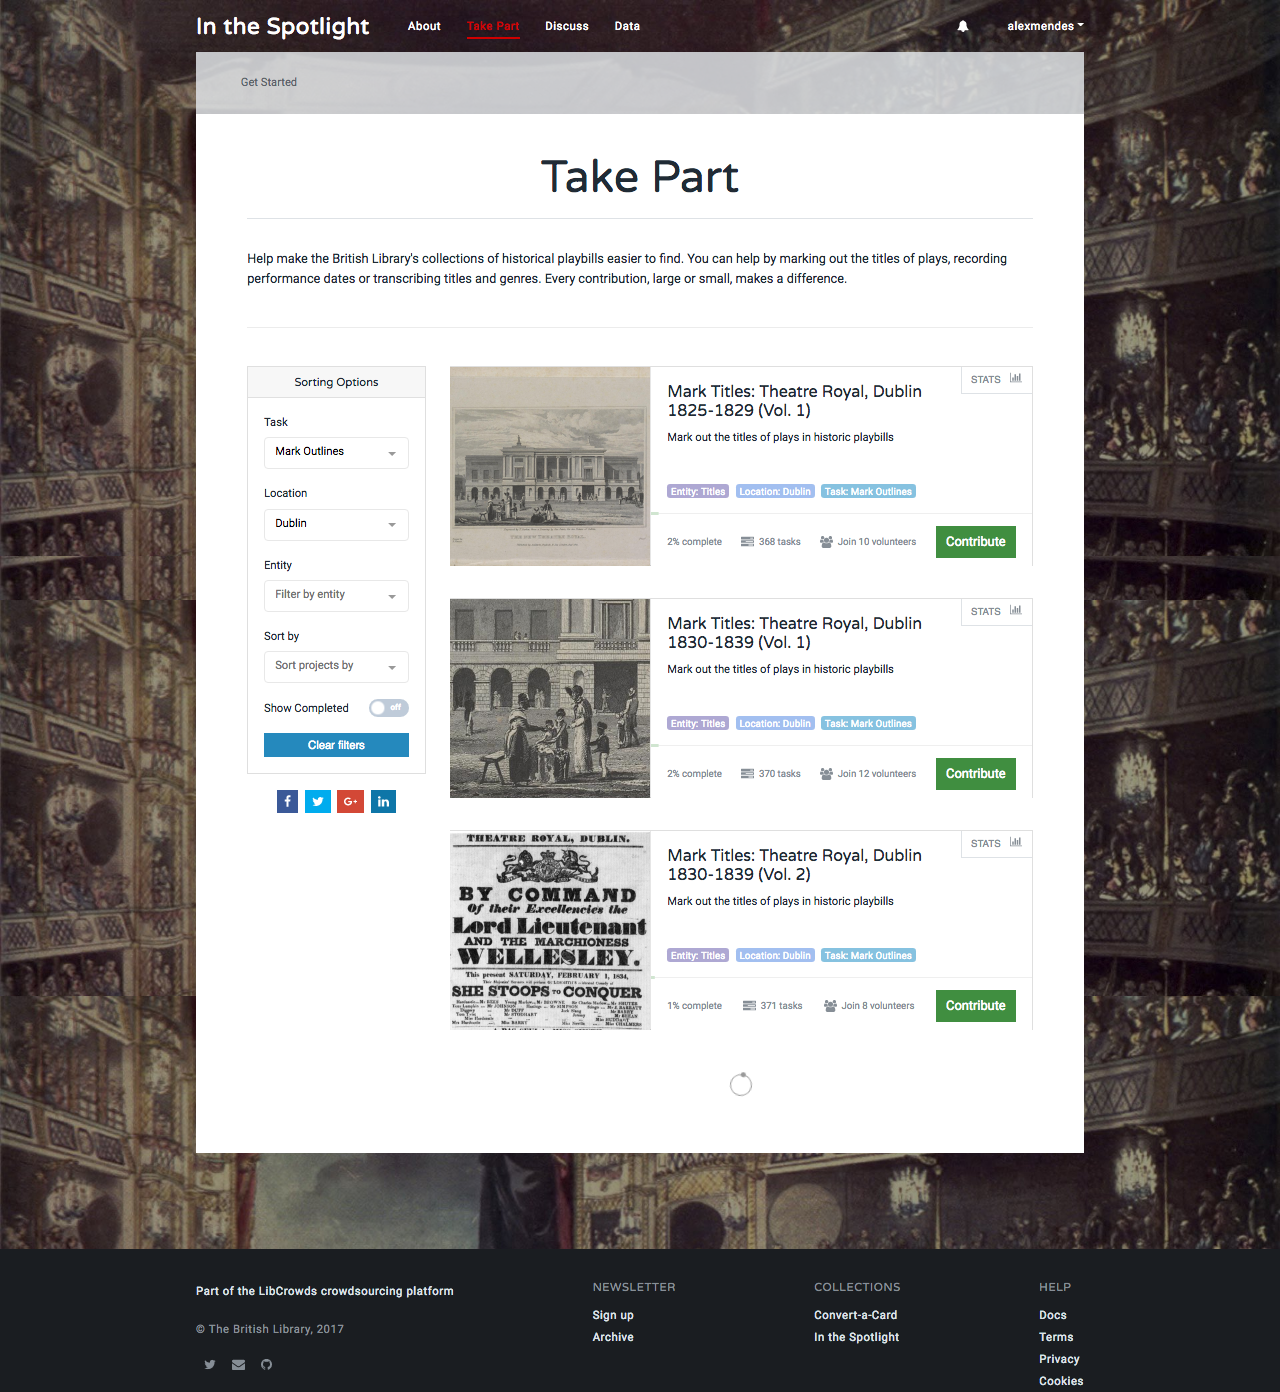 In the Spotlight About Take Part Discuss Data alexmendes
Get Started
Take Part
Help make the British Library's collections of historical playbills easier to find. You can help by marking out the titles of plays, recording
performance dates or transcribing titles and genres. Every contribution, large or small, makes a difference.
Sorting Options
Task
Mark Outlines
Location
Dublin
Entity
Filter by entity
Sort by
Sort projects by
Show Completed off
Clear filters
f G+ in
STATS
Mark Titles: Theatre Royal, Dublin
1825-1829 (Vol. 1)
Mark out the titles of plays in historic playbills
Entity: Titles Location: Dublin Task: Mark Outlines
THE NEW THEATRE ROYAL
2% complete 368 tasks Join 10 volunteers Contribute
STATS
Mark Titles: Theatre Royal, Dublin
1830-1839 (Vol. 1)
Mark out the titles of plays in historic playbills
Entity: Titles Location: Dublin Task: Mark Outlines
2% complete 370 tasks Join 12 volunteers Contribute
THEATRE ROYAL, DUBLIN.
BY COMMAND
Of their Excellencies the
Lord Lieutenant
AND THE MARCHIONESS
WELLESLEY.
This present SATURDAY, FEBRUARY 1, 1834,
SHE STOOPS TO CONQUER
STATS
Mark Titles: Theatre Royal, Dublin
1830-1839 (Vol. 2)
Mark out the titles of plays in historic playbills
Entity: Titles Location: Dublin Task: Mark Outlines
1% complete 371 tasks Join 8 volunteers Contribute
Part of the LibCrowds crowdsourcing platform
© The British Library, 2017
NEWSLETTER
Sign up
Archive
COLLECTIONS
Convert-a-Card
In the Spotlight
HELP
Docs
Terms
Privacy
Cookies